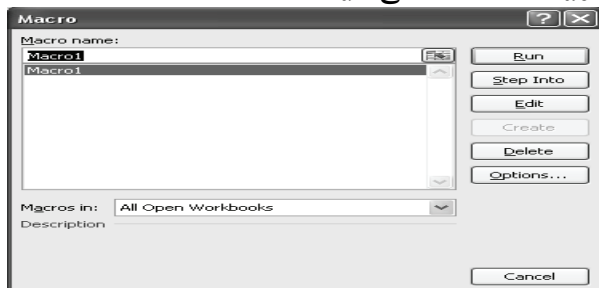 Macro
Macro name:
Macro1
Macro1
Run
Step Into
Edit
Create
Delete
Options...
Macros in: All Open Workbooks
Description
Cancel